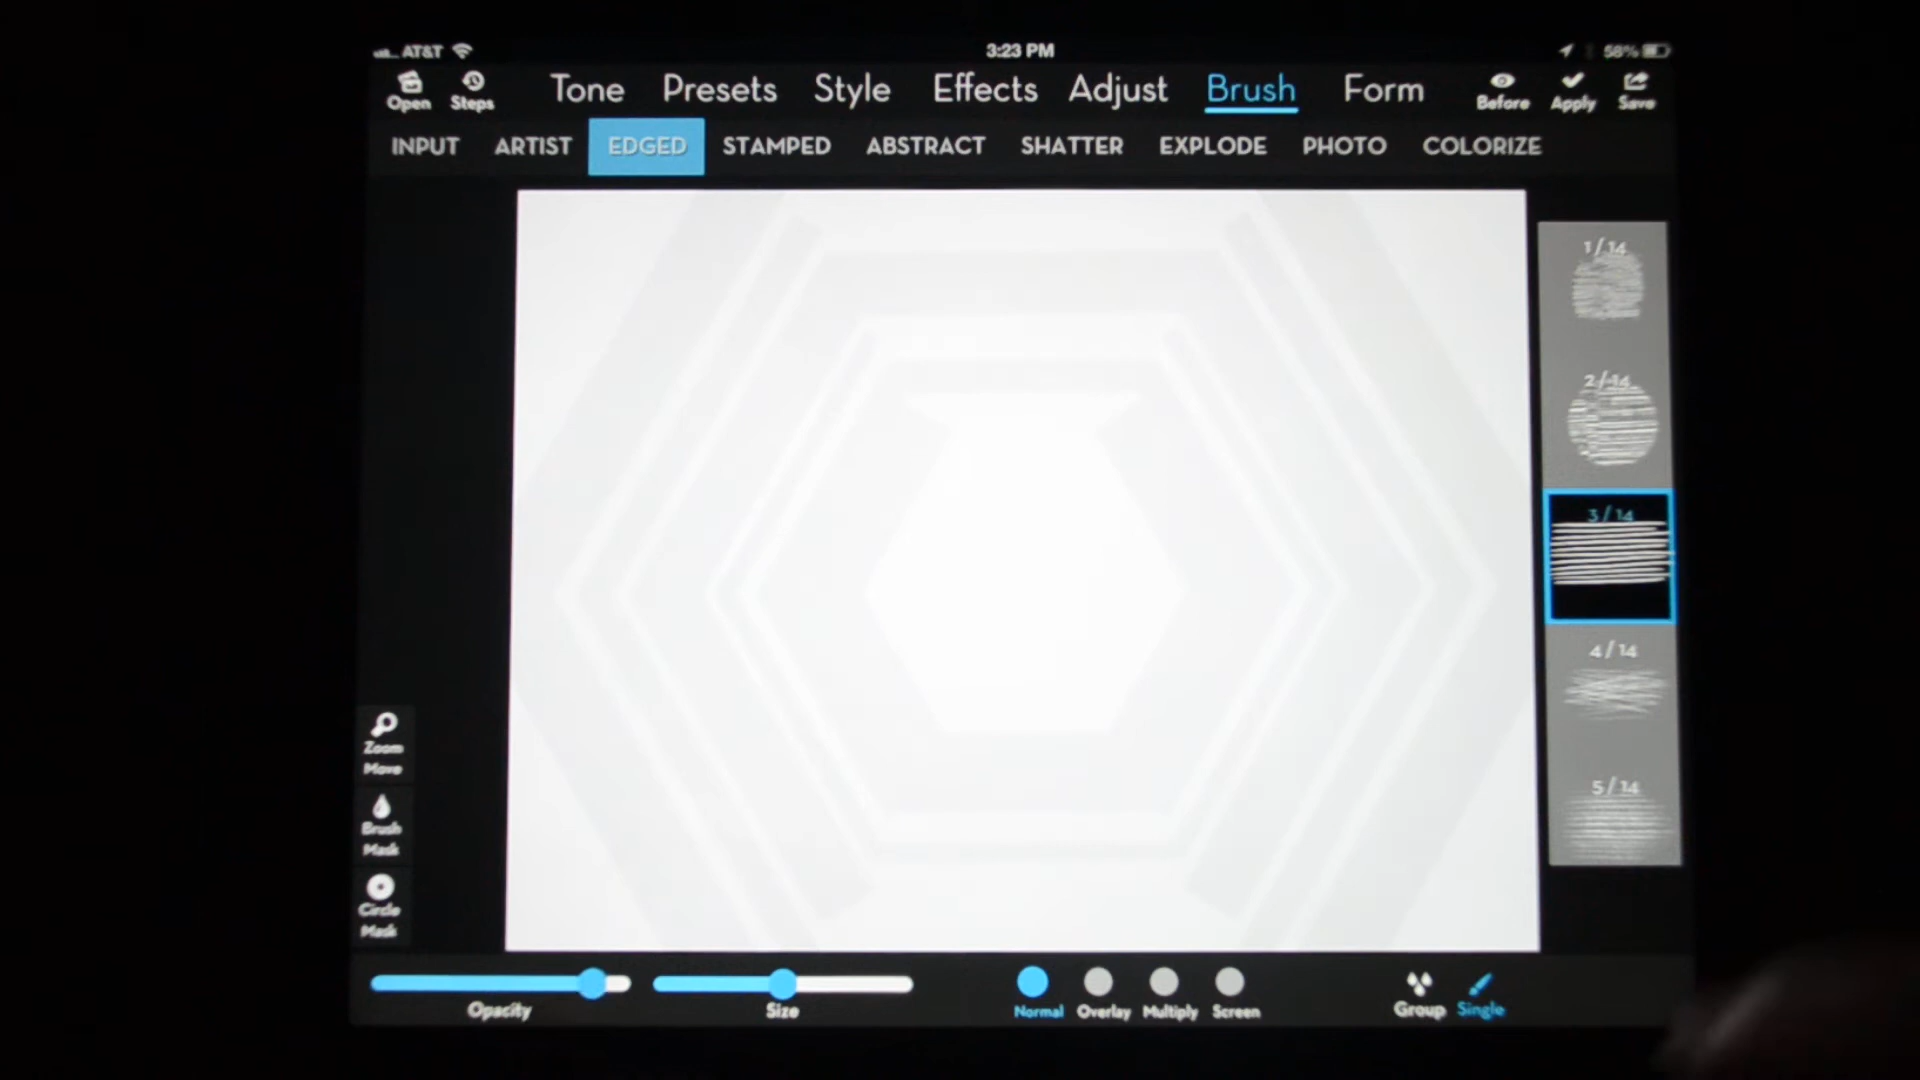 AT&T 3:23 PM 58%
Open Steps Tone Presets Style Effects Adjust Brush Form Before Apply Save
INPUT ARTIST EDGED STAMPED ABSTRACT SHATTER EXPLODE PHOTO COLORIZE
1/14
2/14
3/14
4/14
5/14
Zoom
Move
Brush
Mask
Circle
Mask
Opacity Size Normal Overlay Multiply Screen Group Single